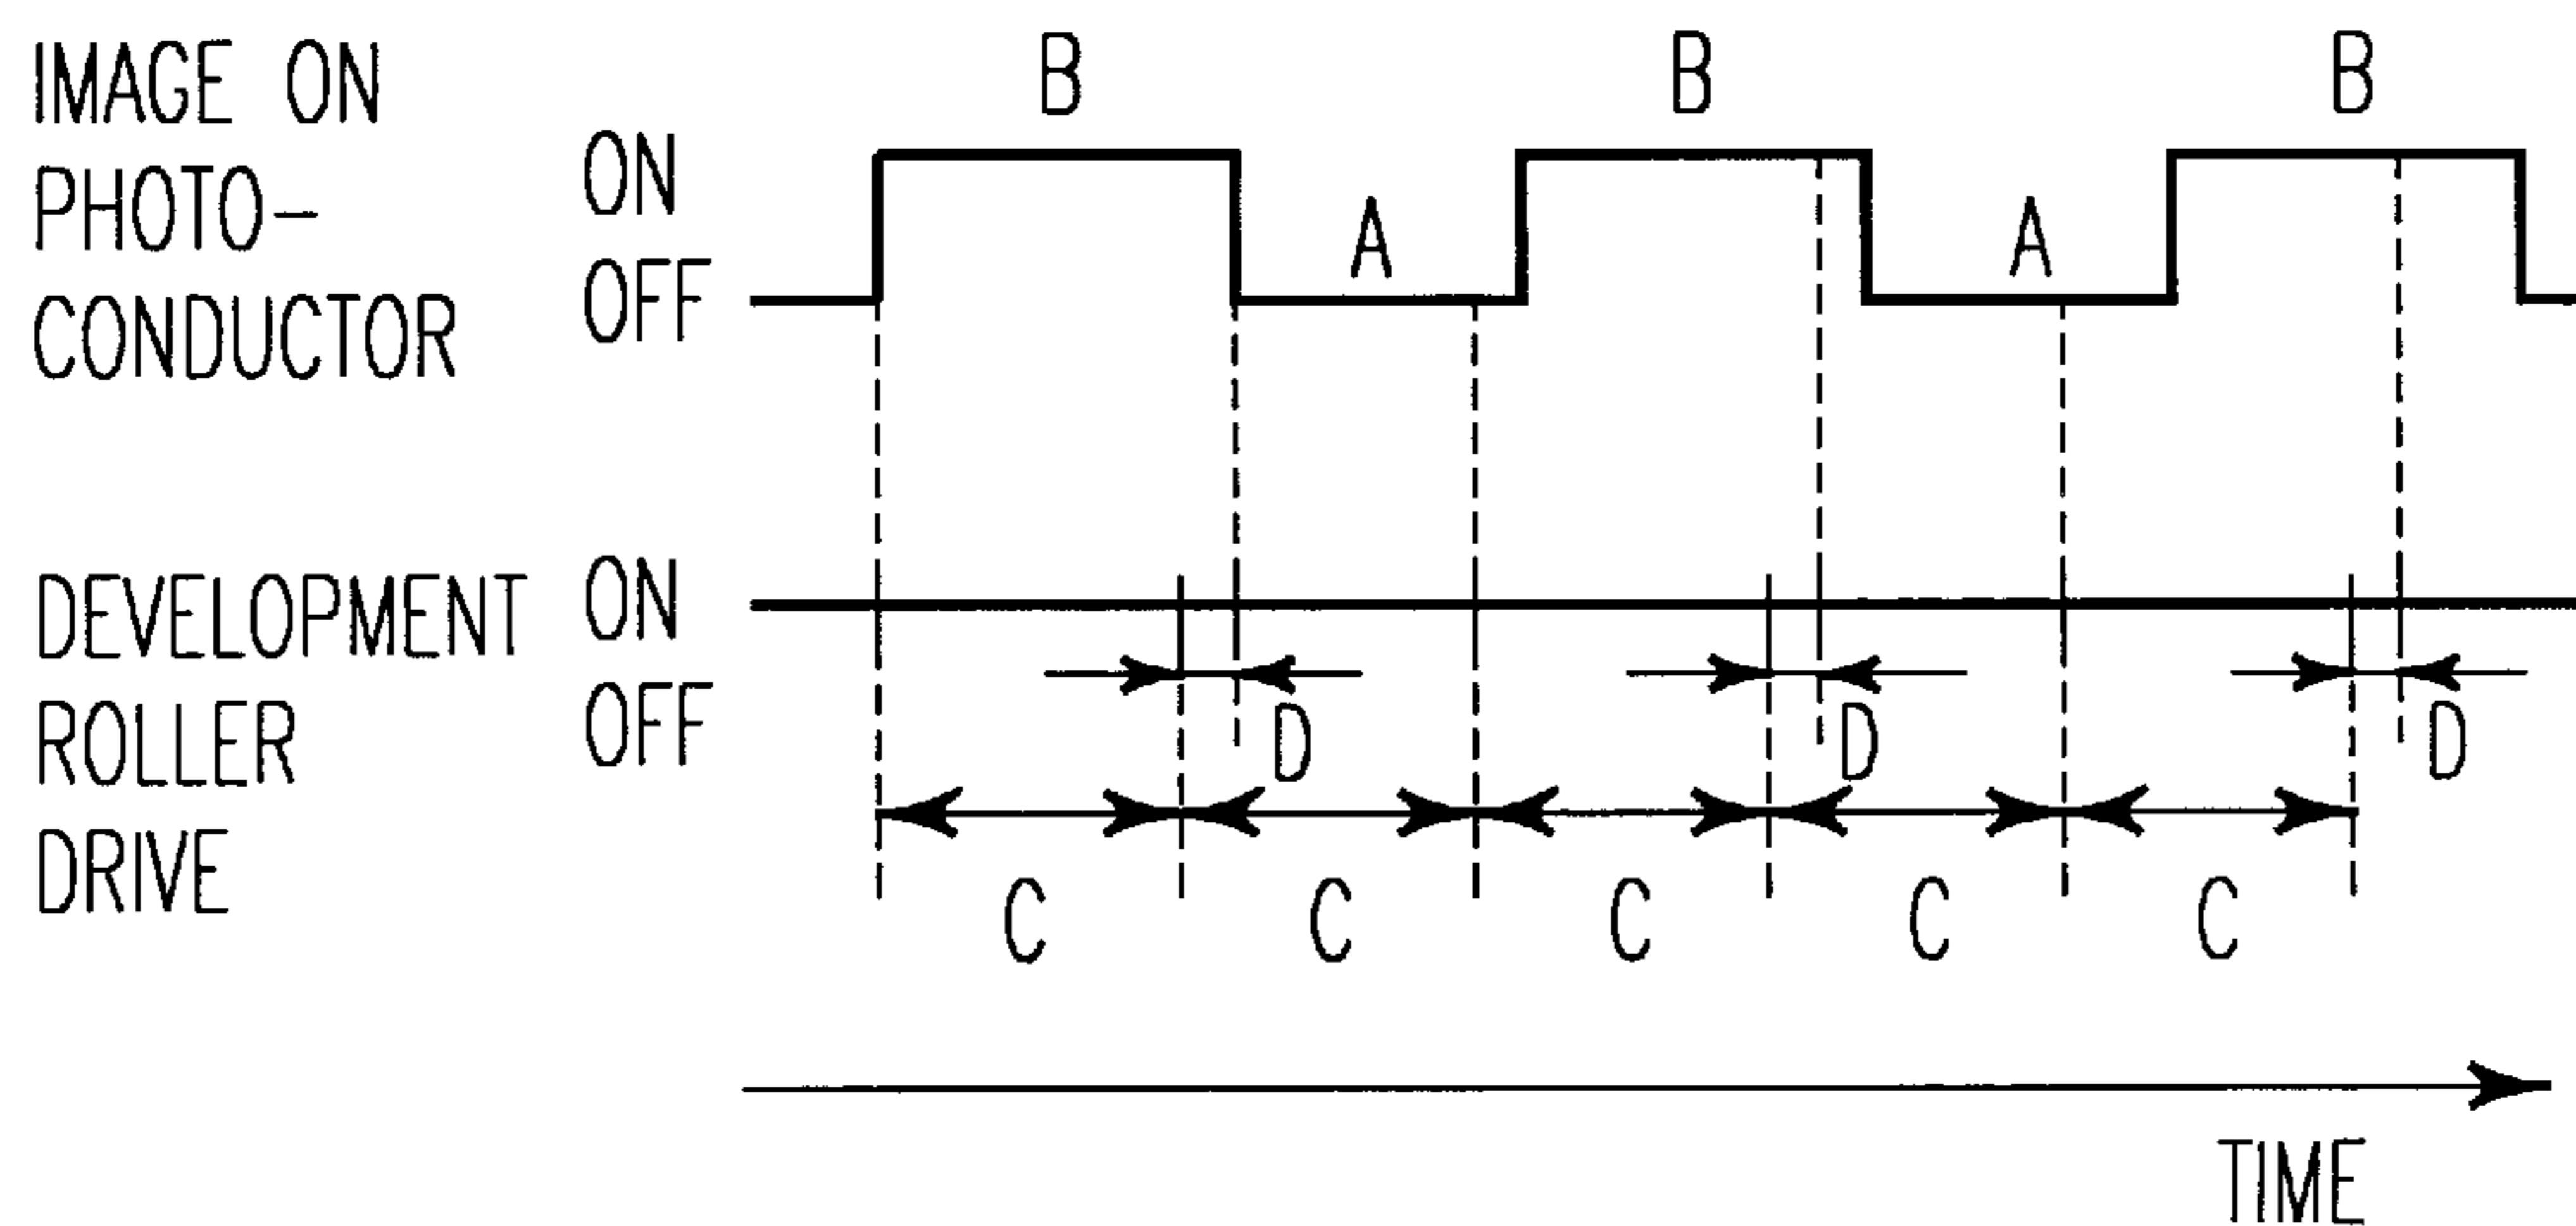 IMAGE ON
PHOTO-
CONDUCTOR
ON
OFF
B
B
B
A
A
DEVELOPMENT
ROLLER
DRIVE
ON
OFF
D
D
D
C
C
C
C
C
TIME